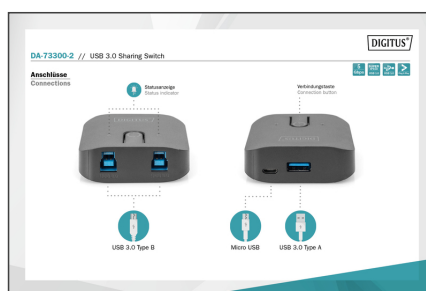 DIGITUS®
DA-73300-2 // USB 3.0 Sharing Switch
5
Anschlüsse
Connections
Statusanzeige
Status indicator
Verbindungstaste
Connection button
USB 3.0 Type B
Micro USB
USB 3.0 Type A